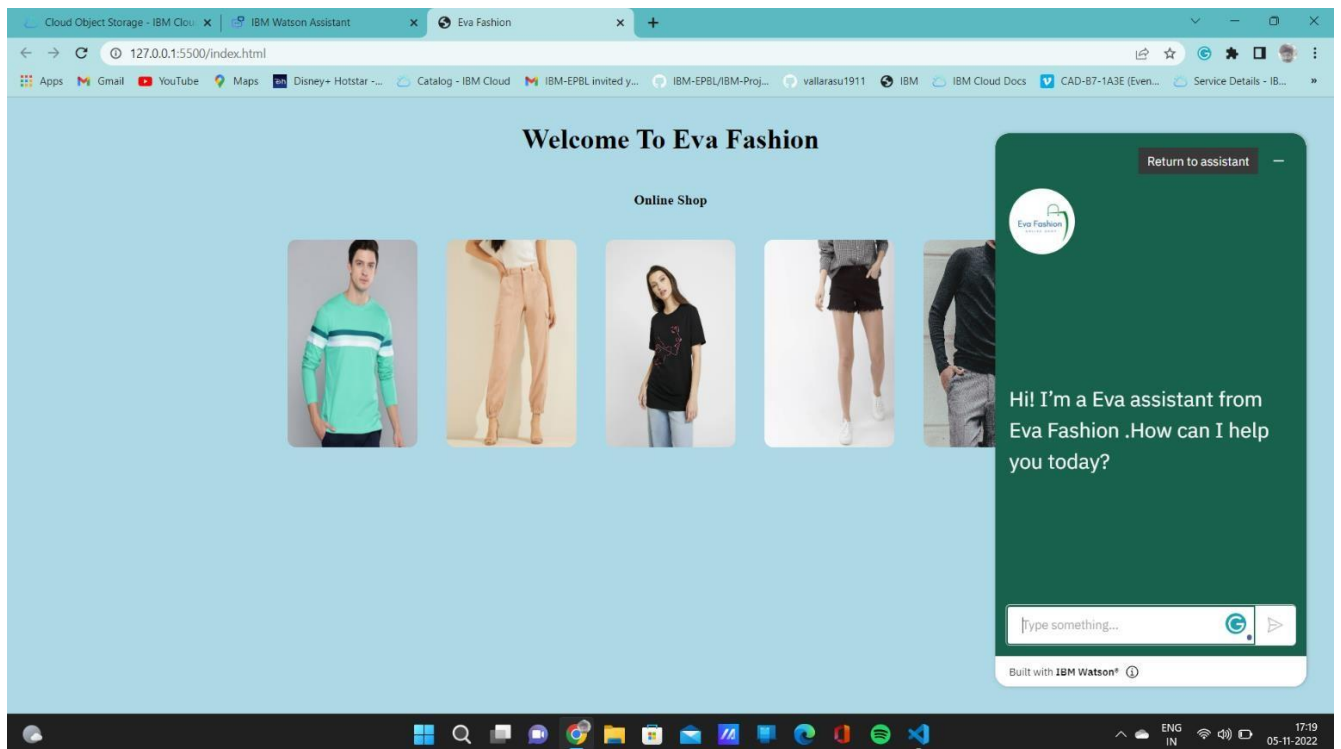 Cloud Object Storage - IBM Clou
IBM Watson Assistant
Eva Fashion
127.0.0.1:5500/index.html
Apps
Gmail
YouTube
Maps
Disney+ Hotstar -...
Catalog - IBM Cloud
IBM-EPBL invited y...
IBM-EPBL/IBM-Proj...
vallarasu1911
IBM
IBM Cloud Docs
CAD-B7-1A3E (Even...
Service Details - IB...
»
Welcome To Eva Fashion
Online Shop
Return to assistant
Eva Fashion
ONLINE SHOP
Hi! I’m a Eva assistant from
Eva Fashion .How can I help
you today?
Type something...
Built with IBM Watson®
ENG
IN
17:19
05-11-2022